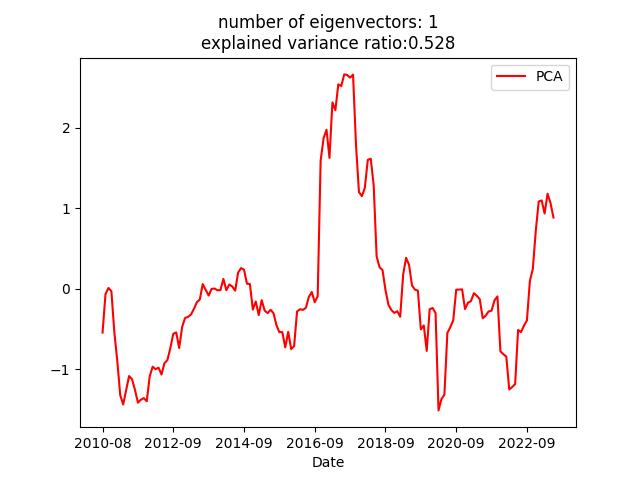 number of eigenvectors: 1
explained variance ratio:0.528
PCA
2
1
0
−1
2010-08 2012-09 2014-09 2016-09 2018-09 2020-09 2022-09
Date